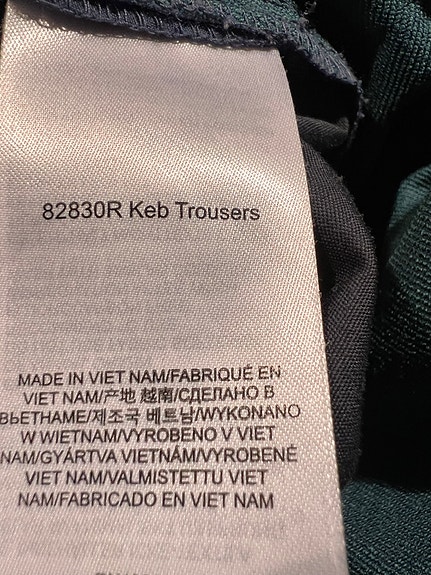 82830R Keb Trousers
MADE IN VIET NAM/FABRIQUÉ EN
VIET NAM/产地 越南/СДЕЛАНО В
ВЬЕТНАМЕ/제조국 베트남/WYKONANO
W WIETNAM/VYROBENO V VIET
NAM/GYÁRTVA VIETNÁM/VYROBENÉ
VIET NAM/VALMISTETTU VIET
NAM/FABRICADO EN VIET NAM